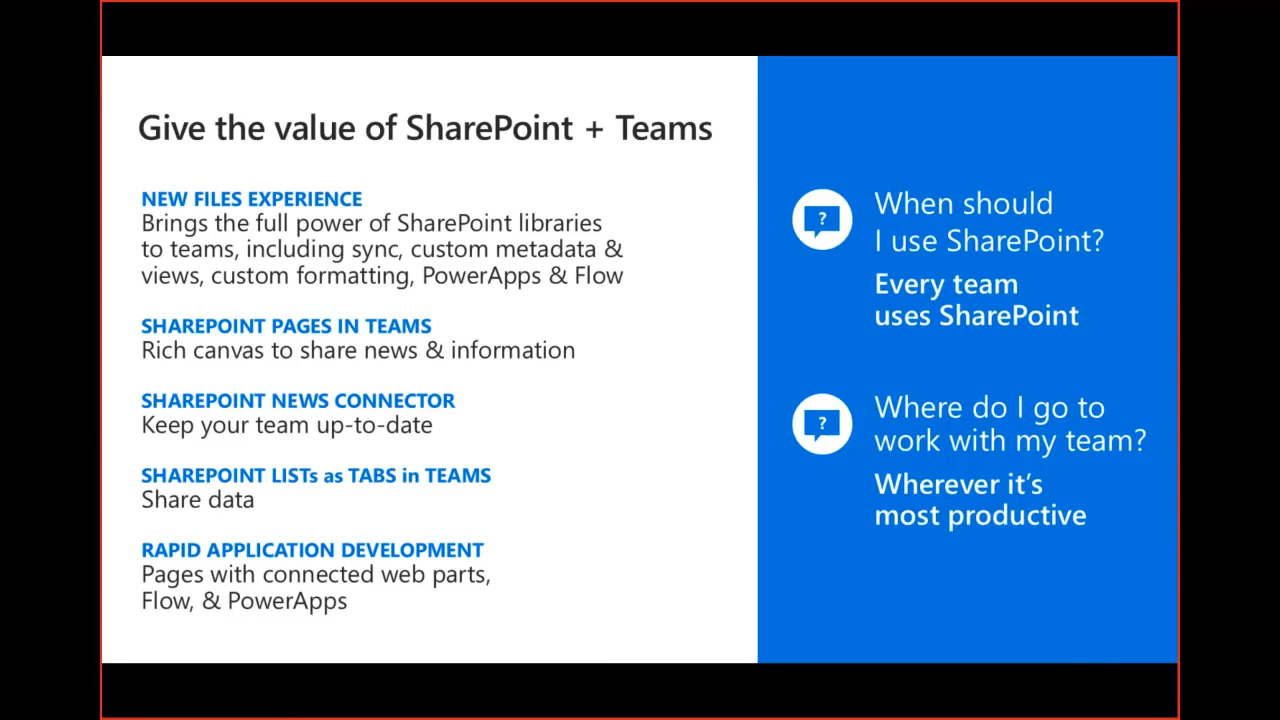 Give the value of SharePoint + Teams
NEW FILES EXPERIENCE
Brings the full power of SharePoint libraries
to teams, including sync, custom metadata &
views, custom formatting, PowerApps & Flow
SHAREPOINT PAGES IN TEAMS
Rich canvas to share news & information
SHAREPOINT NEWS CONNECTOR
Keep your team up-to-date
SHAREPOINT LISTs as TABS in TEAMS
Share data
RAPID APPLICATION DEVELOPMENT
Pages with connected web parts,
Flow, & PowerApps
?
When should
I use SharePoint?
Every team
uses SharePoint
?
Where do I go to
work with my team?
Wherever it's
most productive